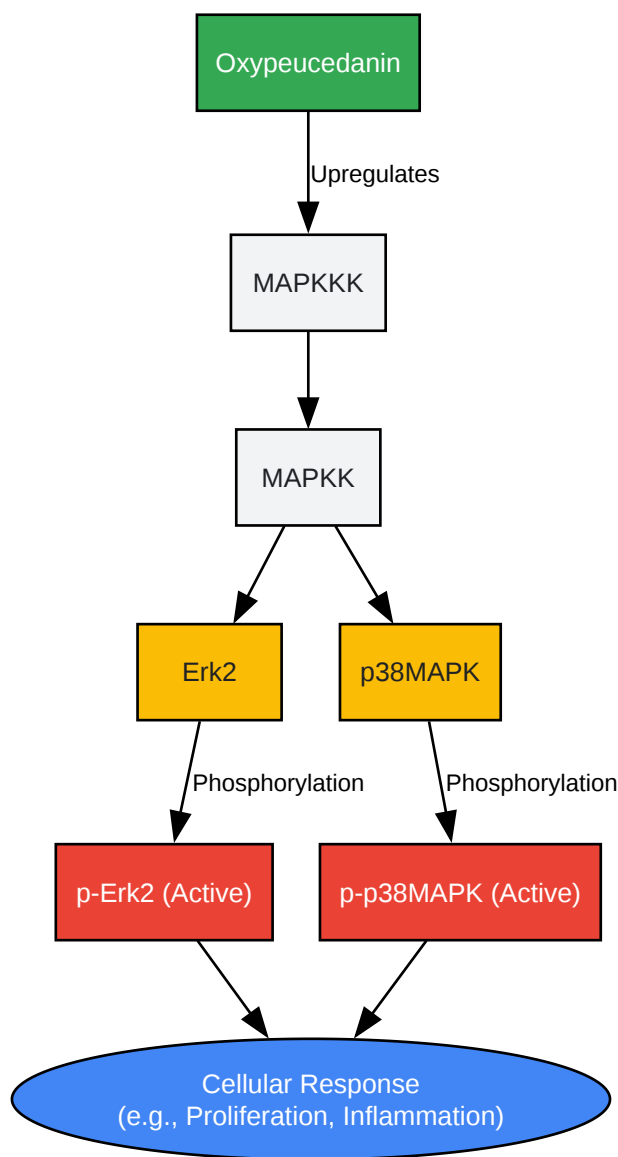 Oxypeucedanin
Upregulates
MAPKKK
MAPKK
Erk2
p38MAPK
Phosphorylation
Phosphorylation
p-Erk2 (Active)
p-p38MAPK (Active)
Cellular Response
(e.g., Proliferation, Inflammation)